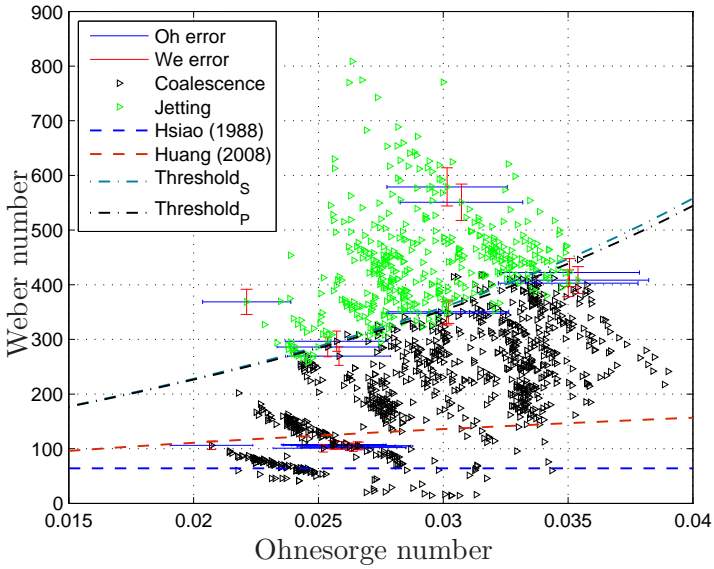 900
800
700
600
500
400
300
200
100
0
Weber number
Oh error
We error
Coalescence
Jetting
Hsiao (1988)
Huang (2008)
Threshold_S
Threshold_P
0.015 0.02 0.025 0.03 0.035 0.04
Ohnesorge number